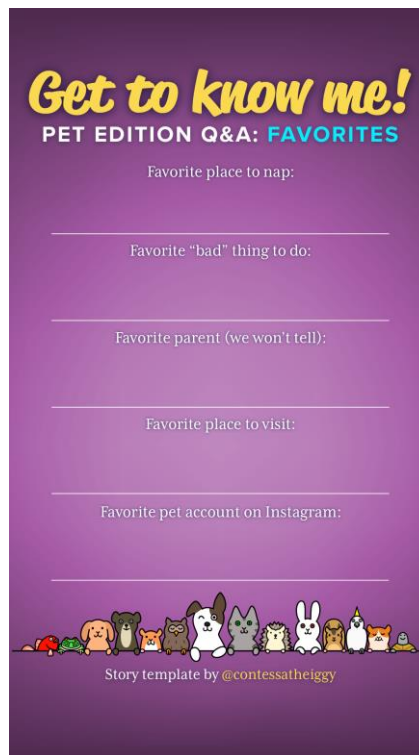 Get to know me!
PET EDITION Q&A: FAVORITES
Favorite place to nap:
Favorite “bad” thing to do:
Favorite parent (we won’t tell):
Favorite place to visit:
Favorite pet account on Instagram:
Story template by @contessatheiggy